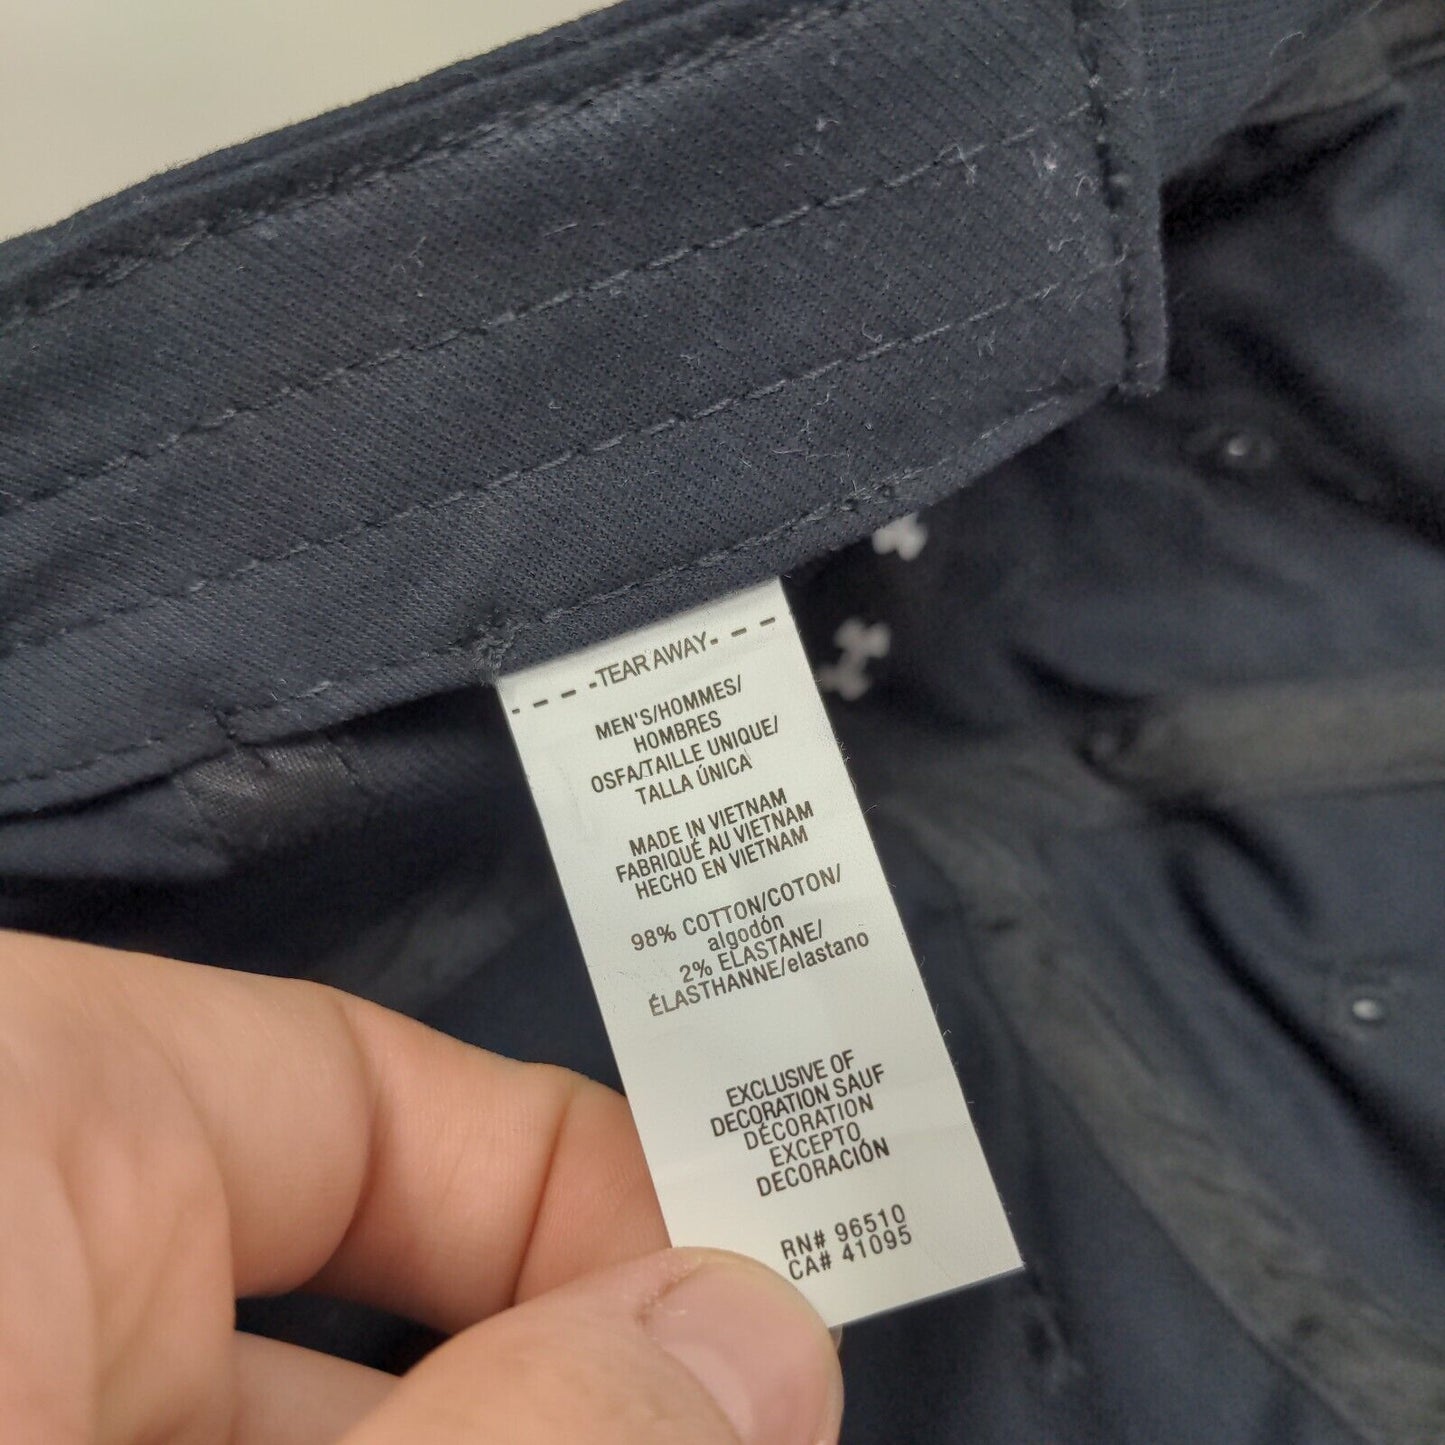 - - - -TEAR AWAY- - - -
MEN'S/HOMMES/
HOMBRES
OSFA/TAILLE UNIQUE/
TALLA ÚNICA
MADE IN VIETNAM
FABRIQUÉ AU VIETNAM
HECHO EN VIETNAM
98% COTTON/COTON/
algodón
2% ELASTANE/
ÉLASTHANNE/elastano
EXCLUSIVE OF
DECORATION SAUF
DÉCORATION
EXCEPTO
DECORACIÓN
RN# 96510
CA# 41095